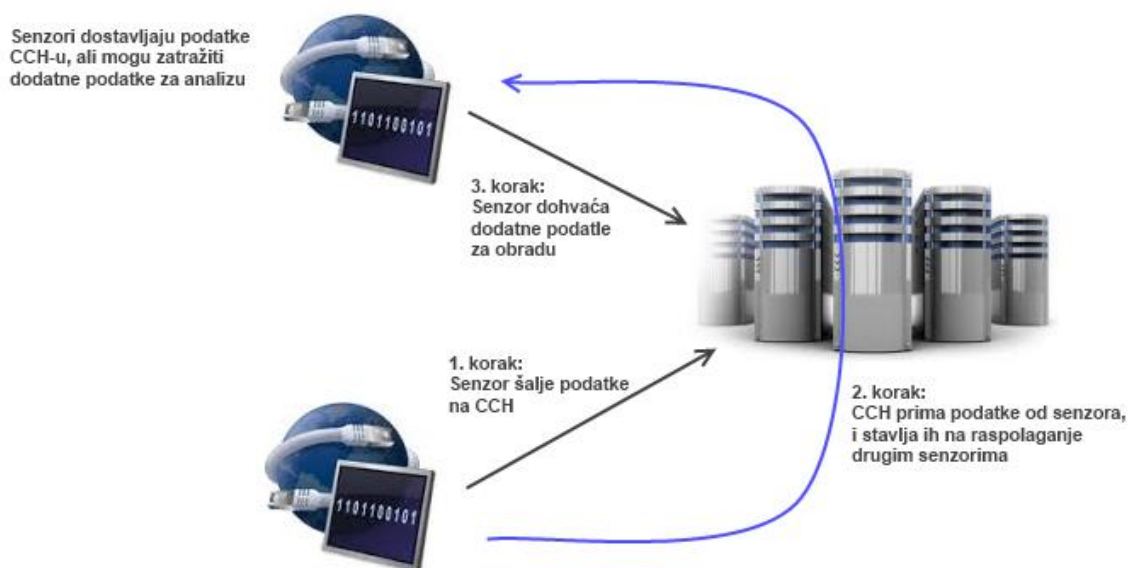 Senzori dostavljaju podatke
CCH-u, ali mogu zatražiti
dodatne podatke za analizu
1101100101
3. korak:
Senzor dohvaća
dodatne podatle
za obradu
1. korak:
Senzor šalje podatke
na CCH
2. korak:
CCH prima podatke od senzora,
i stavlja ih na raspolaganje
drugim senzorima
1101100101